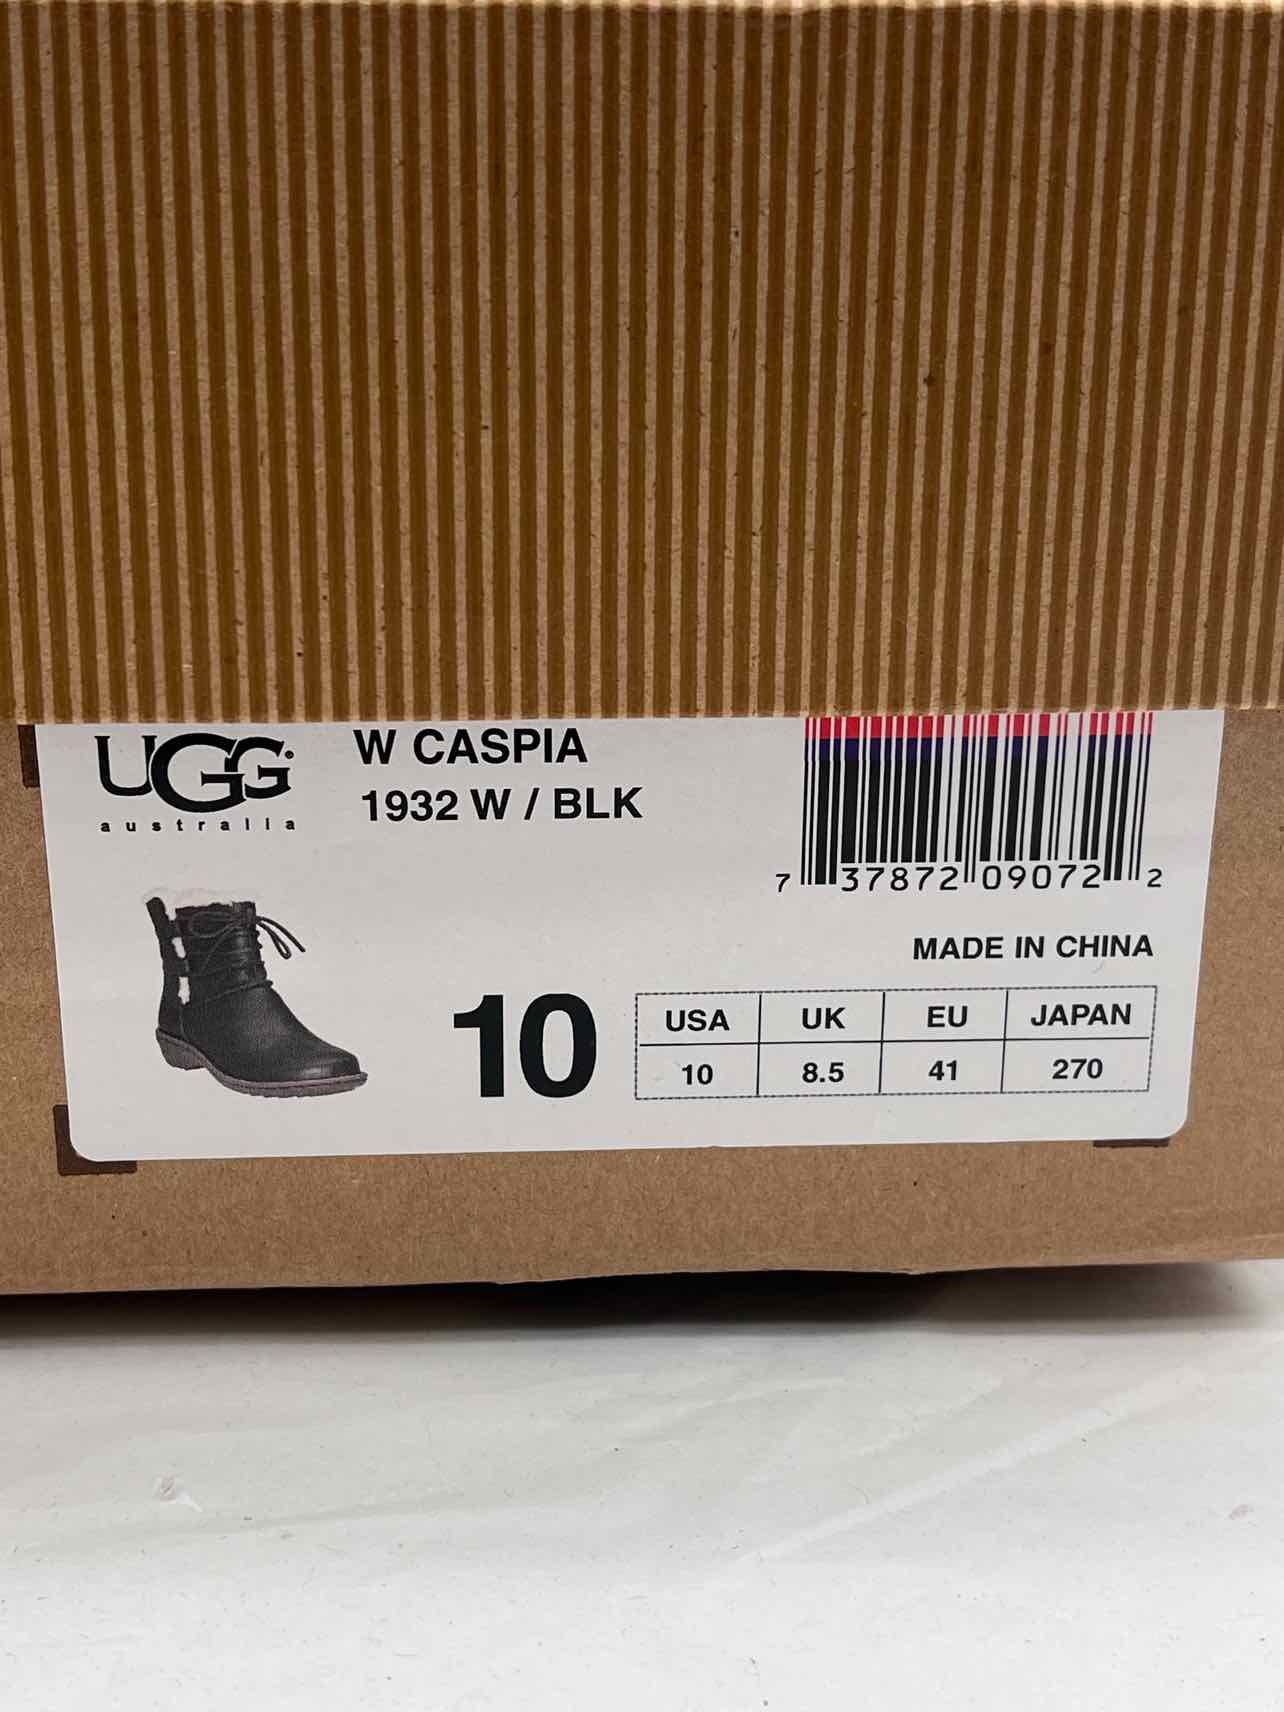 UGG
australia
W CASPIA
1932 W / BLK
7 37872 09072 2
MADE IN CHINA
10
USA UK EU JAPAN
10 8.5 41 270